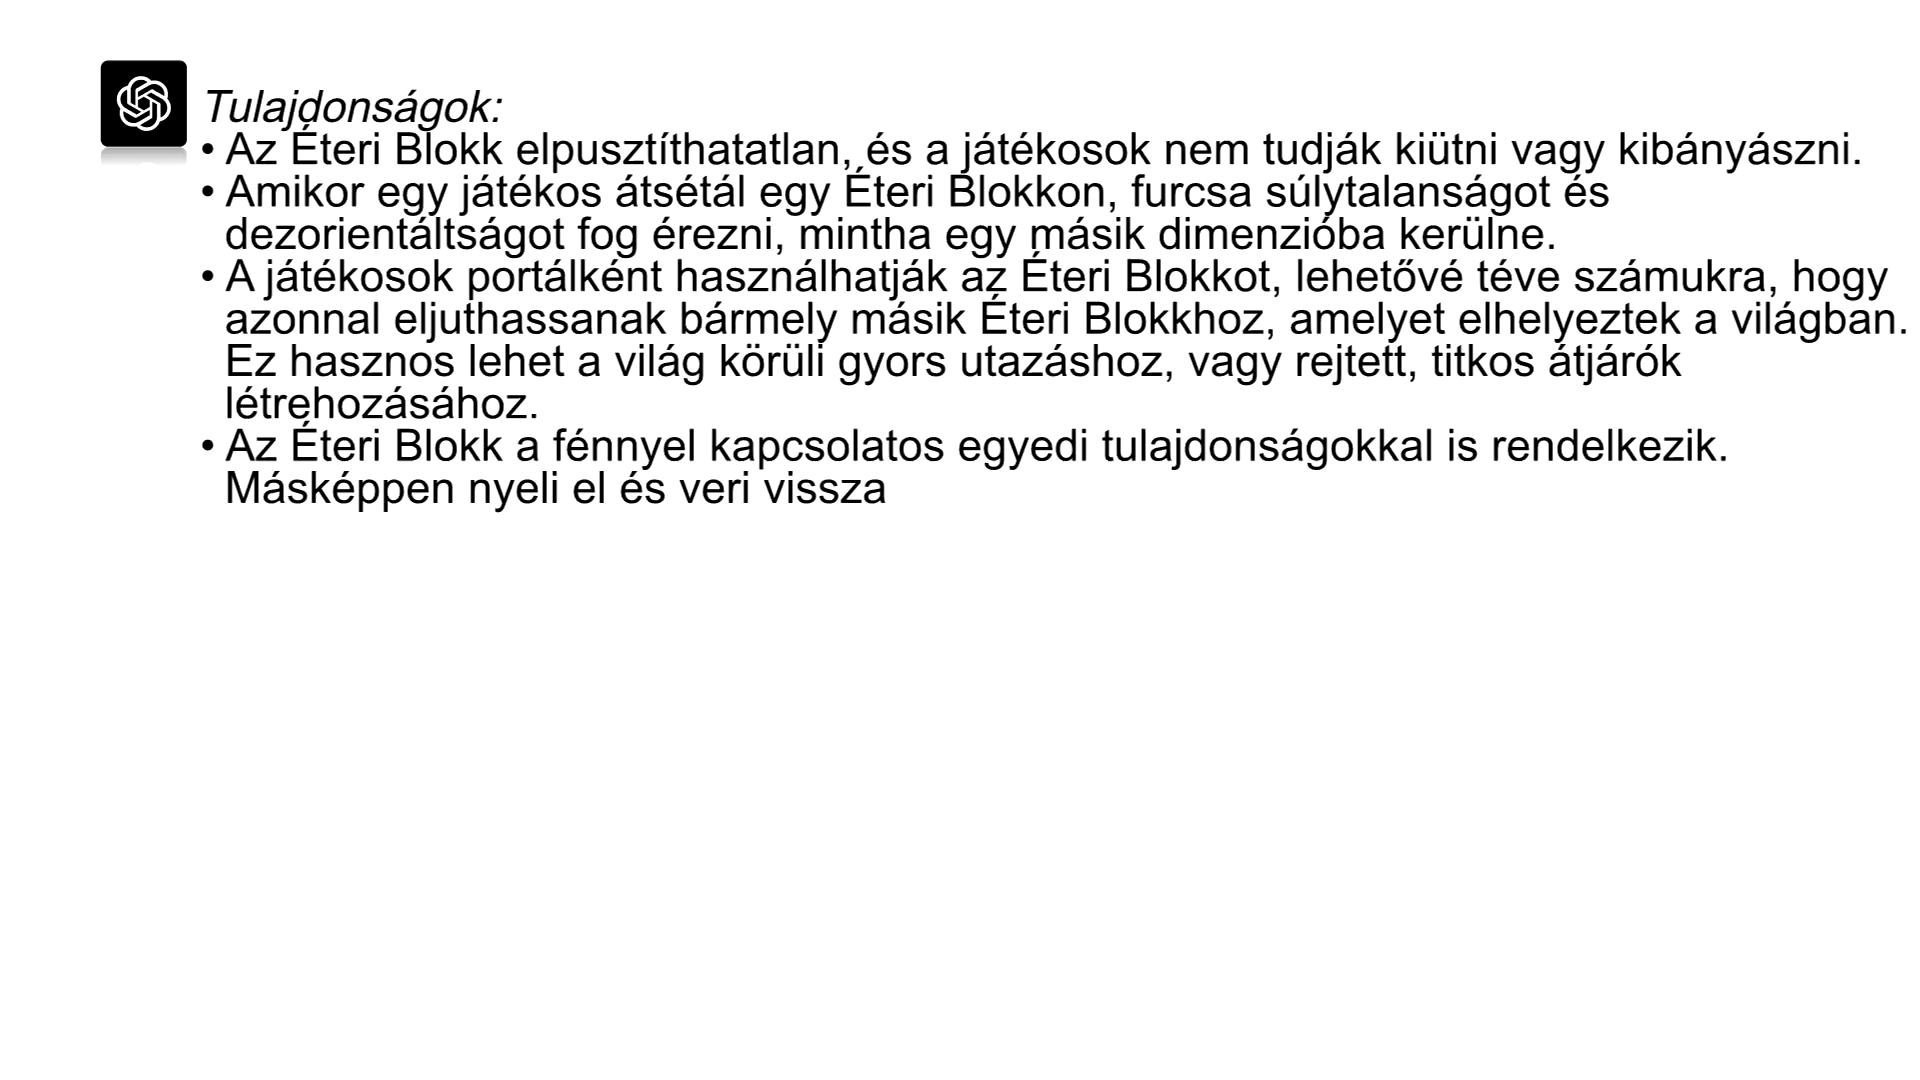 Tulajdonságok:
• Az Éteri Blokk elpusztíthatatlan, és a játékosok nem tudják kiütni vagy kibányászni.
• Amikor egy játékos átsétál egy Éteri Blokkon, furcsa súlytalanságot és
dezorientáltságot fog érezni, mintha egy másik dimenzióba kerülne.
• A játékosok portálként használhatják az Éteri Blokkot, lehetővé téve számukra, hogy
azonnal eljuthassanak bármely másik Éteri Blokkhoz, amelyet elhelyeztek a világban.
Ez hasznos lehet a világ körüli gyors utazáshoz, vagy rejtett, titkos átjárók
létrehozásához.
• Az Éteri Blokk a fénnyel kapcsolatos egyedi tulajdonságokkal is rendelkezik.
Másképpen nyeli el és veri vissza